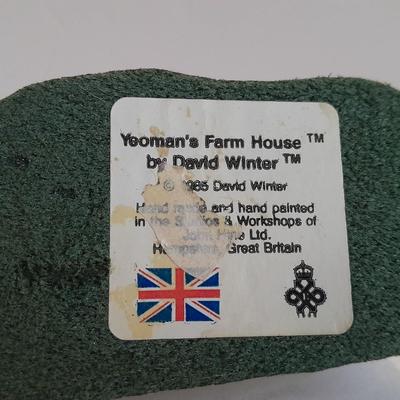 Yeoman's Farm House ™
by David Winter ™
© 1985 David Winter
Hand made and hand painted
in the Studios & Workshops of
John Hine Ltd.
Hampshire, Great Britain